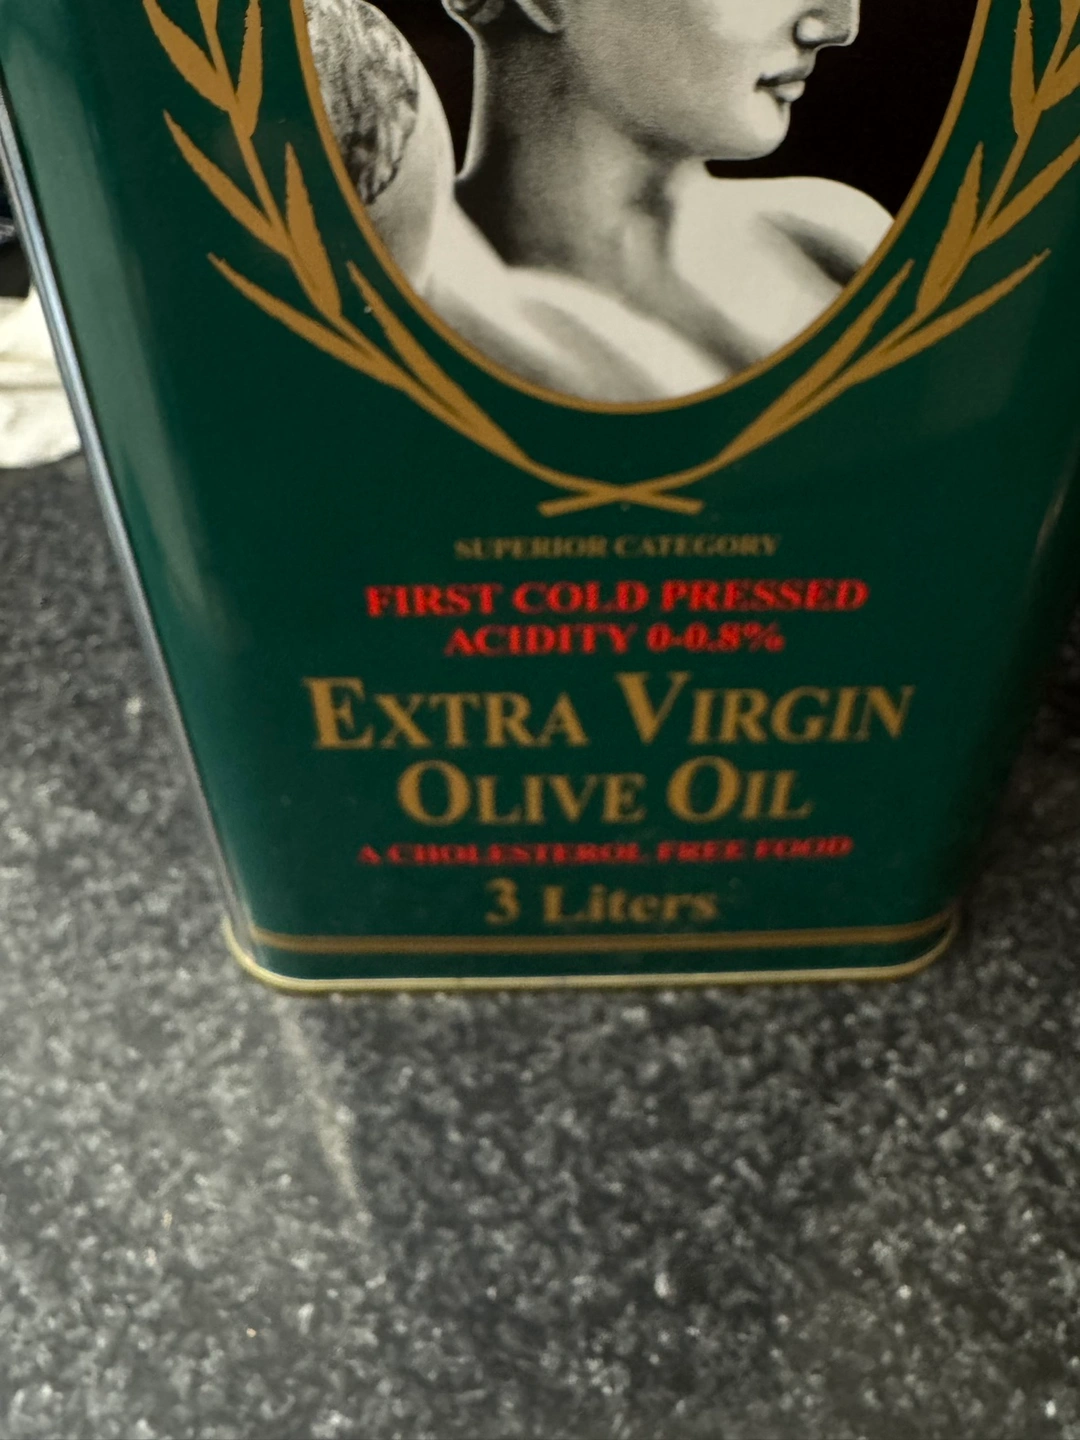 SUPERIOR CATEGORY
FIRST COLD PRESSED
ACIDITY 0-0.8%
EXTRA VIRGIN
OLIVE OIL
A CHOLESTEROL FREE FOOD
3 Liters